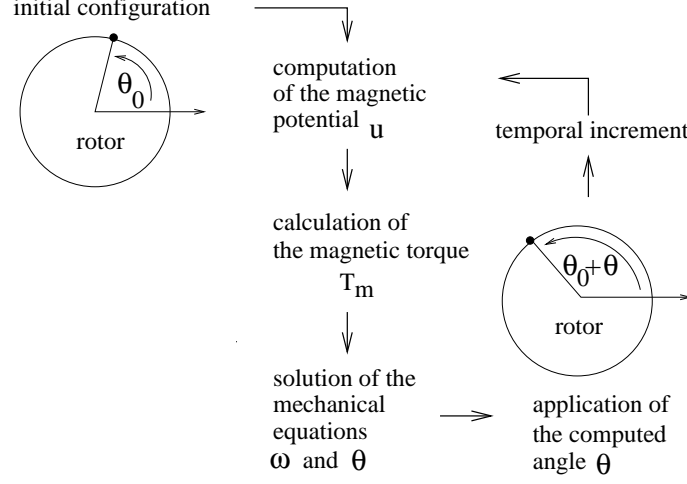 initial configuration
θ0
rotor
computation
of the magnetic
potential u
calculation of
the magnetic torque
Tm
solution of the
mechanical
equations
ω and θ
temporal increment
θ0+θ
rotor
application of
the computed
angle θ